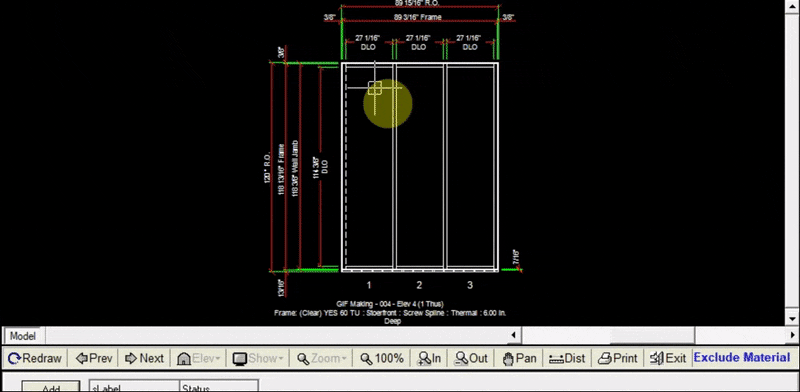 89 15/16" R.O.
3/8" 89 3/16" Frame 3/8"
27 1/16" 27 1/16" 27 1/16"
DLO DLO DLO
3/8"
120" R.O.
118 13/16" Frame
118 3/8" Wall Jamb
114 3/8"
DLO
7/16"
13/16"
1 2 3
GIF Making - 004 - Elev 4 (1 Thus)
Frame: (Clear) YES 60 TU : Stoerfront : Screw Spline : Thermal : 6.00 In.
Deep
Model
Redraw Prev Next Elev Show Zoom 100% In Out Pan Dist Print Exit Exclude Material
Add sLabel Status